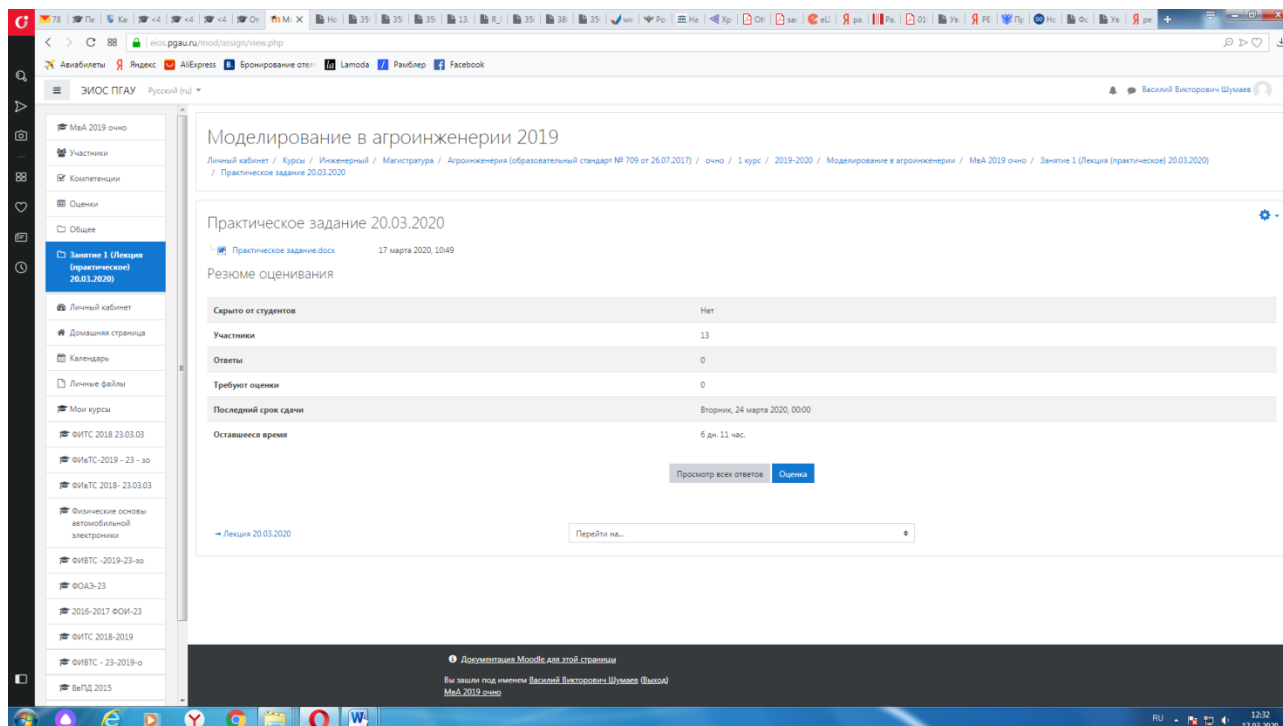 eios.pgau.ru/mod/assign/view.php
Авиабилеты Яндекс AliExpress Бронирование отел Lamoda Рамблер Facebook
ЭИОС ПГАУ Русский (ru)
Василий Викторович Шумаев
МвА 2019 очно
Участники
Компетенции
Оценки
Общее
Занятие 1 (Лекция
(практическое)
20.03.2020)
Личный кабинет
Домашняя страница
Календарь
Личные файлы
Мои курсы
ФИТС 2018 23.03.03
ФИвТС-2019 - 23 - зо
ФИвТС 2018- 23.03.03
Физические основы
автомобильной
электроники
ФИВТС -2019-23-зо
ФОАЭ-23
2016-2017 ФОИ-23
ФИТС 2018-2019
ФИВТС - 23-2019-о
ВвПД 2015
Моделирование в агроинженерии 2019
Личный кабинет / Курсы / Инженерный / Магистратура / Агроинженерия (образовательный стандарт № 709 от 26.07.2017) / очно / 1 курс / 2019-2020 / Моделирование в агроинженерии / МвА 2019 очно / Занятие 1 (Лекция (практическое) 20.03.2020)
/ Практическое задание 20.03.2020
Практическое задание 20.03.2020
Практическое задание.docx 17 марта 2020, 10:49
Резюме оценивания
Скрыто от студентов Нет
Участники 13
Ответы 0
Требуют оценки 0
Последний срок сдачи Вторник, 24 марта 2020, 00:00
Оставшееся время 6 дн. 11 час.
Просмотр всех ответов Оценка
→ Лекция 20.03.2020 Перейти на...
Документация Moodle для этой страницы
Вы зашли под именем Василий Викторович Шумаев (Выход)
МвА 2019 очно
RU 12:32
17.03.2020